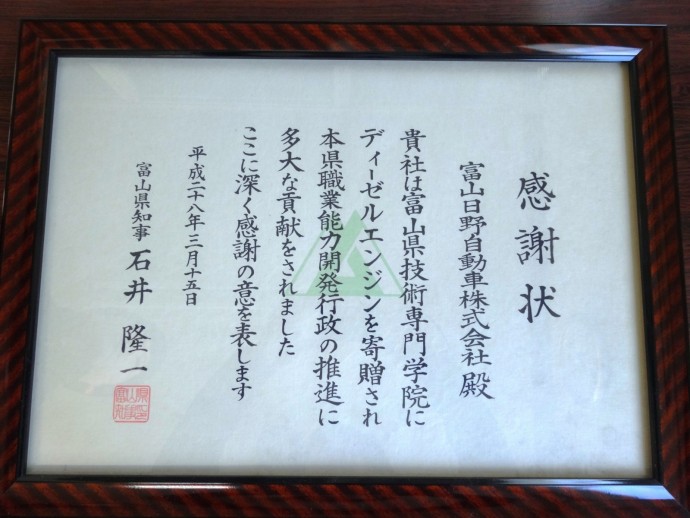 感謝状
富山日野自動車株式会社 殿
貴社は富山県技術専門学院に
ディーゼルエンジンを寄贈され
本県職業能力開発行政の推進に
多大な貢献をされました
ここに深く感謝の意を表します
平成二十八年三月十五日
富山県知事 石井 隆一